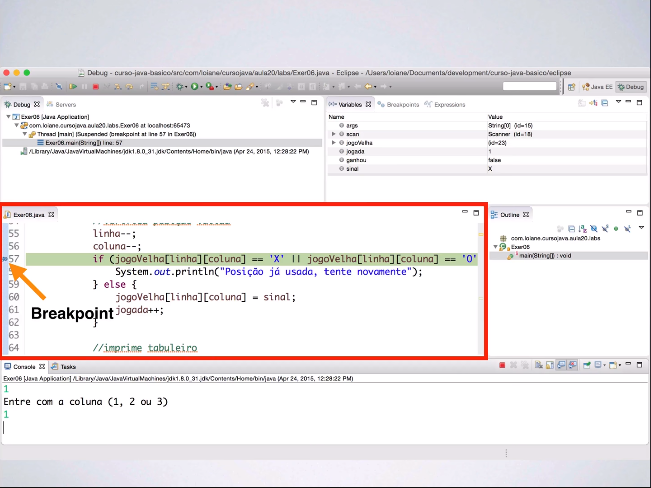 Debug - curso-java-basico/src/com/loiane/cursojava/aula20/labs/Exer06.java - Eclipse - /Users/loiane/Documents/development/curso-java-basico/eclipse
Java EE Debug
Debug Servers
Exer06 [Java Application]
com.loiane.cursojava.aula20.labs.Exer06 at localhost:65473
Thread [main] (Suspended (breakpoint at line 57 in Exer06))
Exer06.main(String[]) line: 57
/Library/Java/JavaVirtualMachines/jdk1.8.0_31.jdk/Contents/Home/bin/java (Apr 24, 2015, 12:28:22 PM)
Variables Breakpoints Expressions
Name Value
args String[0] (id=15)
scan Scanner (id=18)
jogoVelha (id=23)
jogada 1
ganhou false
sinal X
Exer06.java
55 linha--;
56 coluna--;
57 if (jogoVelha[linha][coluna] == 'X' || jogoVelha[linha][coluna] == 'O'
58 System.out.println("Posição já usada, tente novamente");
59 } else {
60 jogoVelha[linha][coluna] = sinal;
61 jogada++;
62 }
63
64 //imprime tabuleiro
Breakpoint
Outline
com.loiane.cursojava.aula20.labs
Exer06
main(String[]) : void
Console Tasks
Exer06 [Java Application] /Library/Java/JavaVirtualMachines/jdk1.8.0_31.jdk/Contents/Home/bin/java (Apr 24, 2015, 12:28:22 PM)
1
Entre com a coluna (1, 2 ou 3)
1